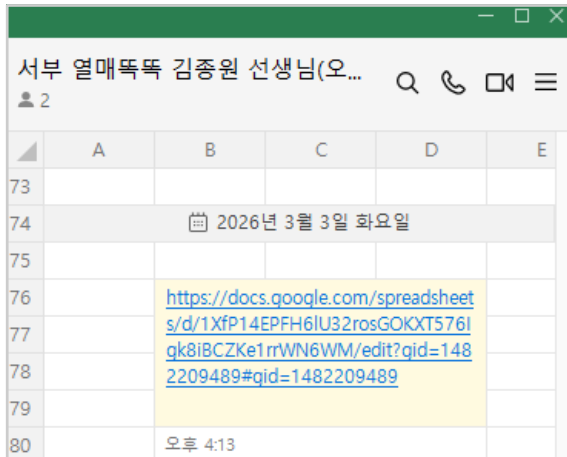 서부 열매똑똑 김종원 선생님(오...
2
A B C D E
73
74 2026년 3월 3일 화요일
75
76 https://docs.google.com/spreadsheet
77 s/d/1XfP14EPFH6lU32rosGOKXT576I
78 gk8iBCZKe1rrWN6WM/edit?gid=148
2209489#gid=1482209489
79
80 오후 4:13